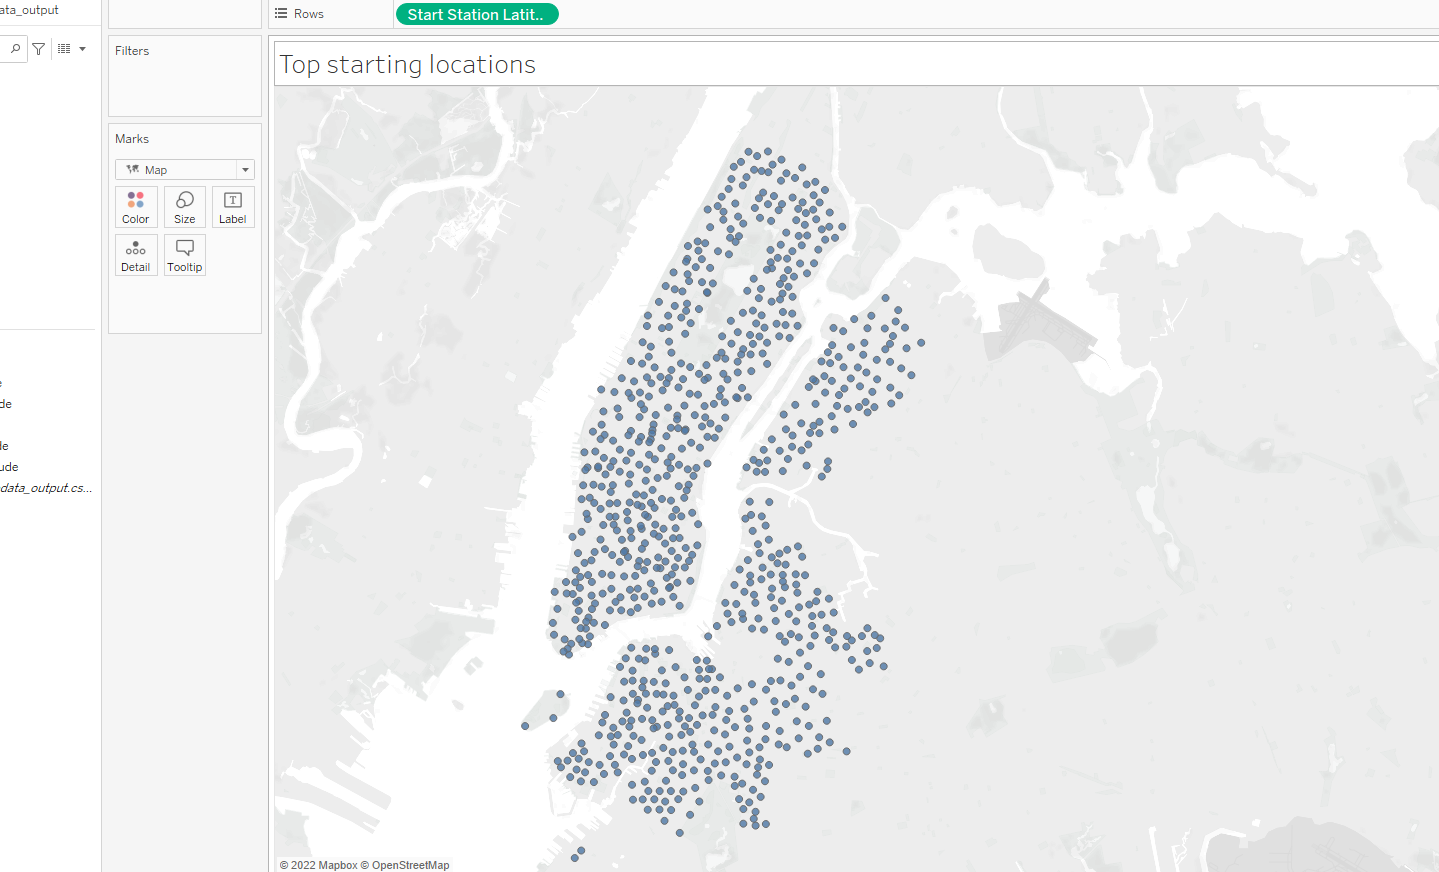 ata_output
Rows
Start Station Latit..
Filters
Top starting locations
Marks
Map
Color
Size
Label
Detail
Tooltip
e
de
de
ude
data_output.cs...
© 2022 Mapbox © OpenStreetMap